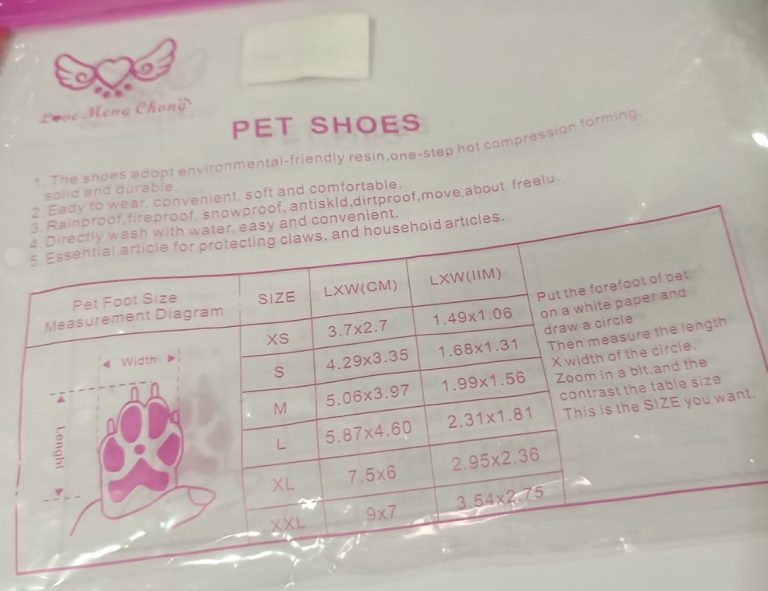 Love Meng Chong
PET SHOES
1. The shoes adopt environmental-friendly resin,one-step hot compression forming,
solid and durable.
2. Eady to wear, convenient, soft and comfortable.
3. Rainproof,fireproof, snowproof, antiskld,dirtproof,move,about freelu.
4. Directly wash with water, easy and convenient.
5. Essential article for protecting claws, and househoid articles.
Pet Foot Size
Measurement Diagram
Width
Lenght
SIZE LXW(CM) LXW(IIM)
XS 3.7x2.7 1.49x1.06
S 4.29x3.35 1.68x1.31
M 5.06x3.97 1.99x1.56
L 5.87x4.60 2.31x1.81
XL 7.5x6 2.95x2.36
XXL 9x7 3.54x2.75
Put the forefoot of pet
on a white paper and
draw a circle
Then measure the length
X width of the circle.
Zoom in a bit,and the
contrast the table size
This is the SIZE you want.